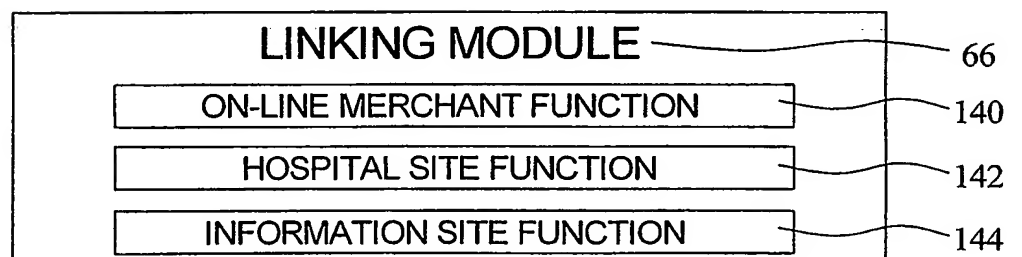 LINKING MODULE 66
ON-LINE MERCHANT FUNCTION 140
HOSPITAL SITE FUNCTION 142
INFORMATION SITE FUNCTION 144